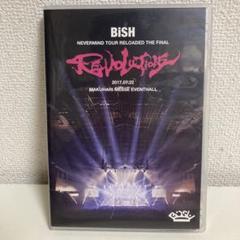 BiSH
NEVERMIND TOUR RELOADED THE FINAL
REVOLUTiONS
2017.07.22
MAKUHARI MESSE EVENTHALL
BiSH